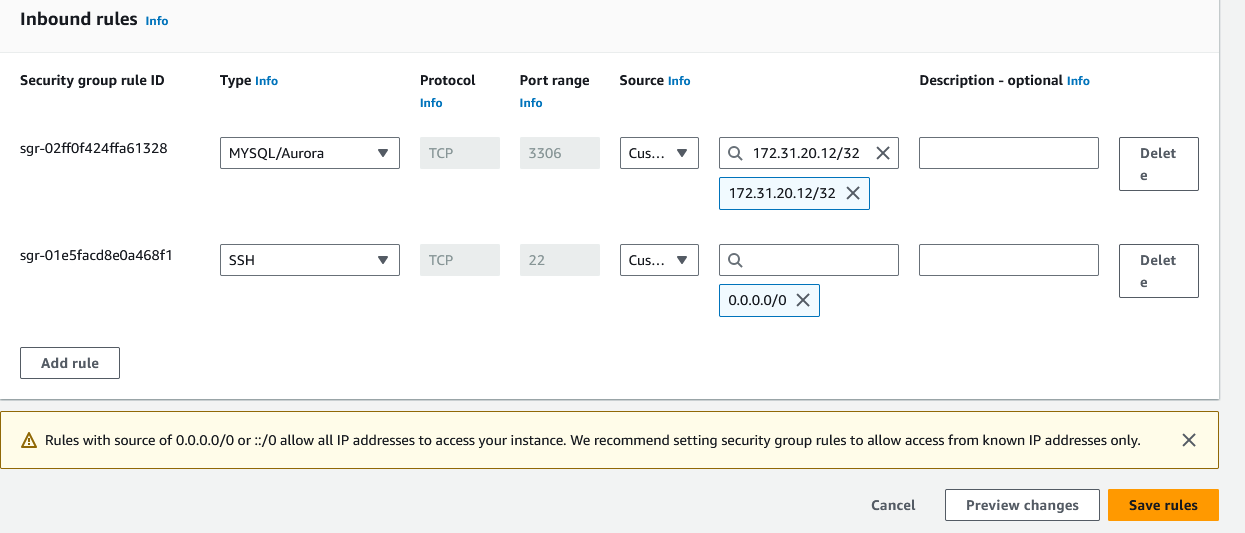 Inbound rules Info
Security group rule ID Type Info Protocol Info Port range Info Source Info Description - optional Info
sgr-02ff0f424ffa61328 MYSQL/Aurora TCP 3306 Cus... 172.31.20.12/32 Delete
172.31.20.12/32
sgr-01e5facd8e0a468f1 SSH TCP 22 Cus... Delete
0.0.0.0/0
Add rule
Rules with source of 0.0.0.0/0 or ::/0 allow all IP addresses to access your instance. We recommend setting security group rules to allow access from known IP addresses only.
Cancel Preview changes Save rules